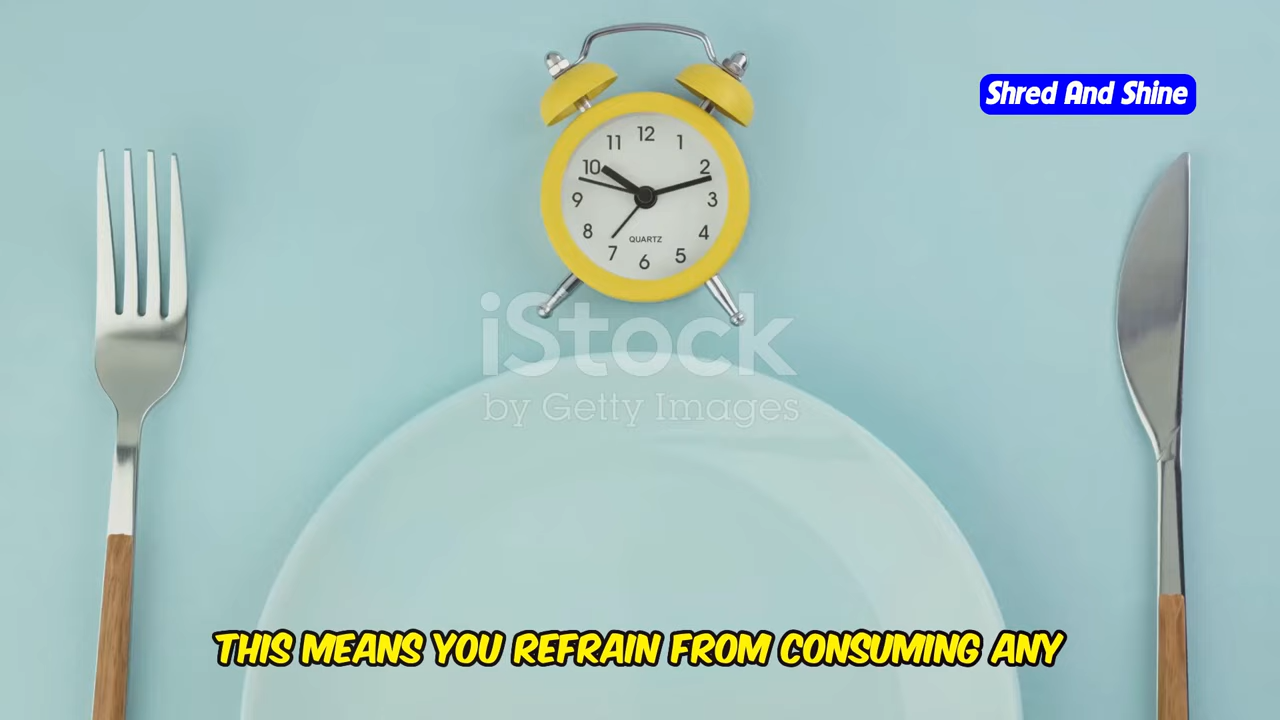 Shred And Shine
12
11
1
10
2
9
3
8
4
QUARTZ
7
5
6
iStock
by Getty Images
THIS MEANS YOU REFRAIN FROM CONSUMING ANY